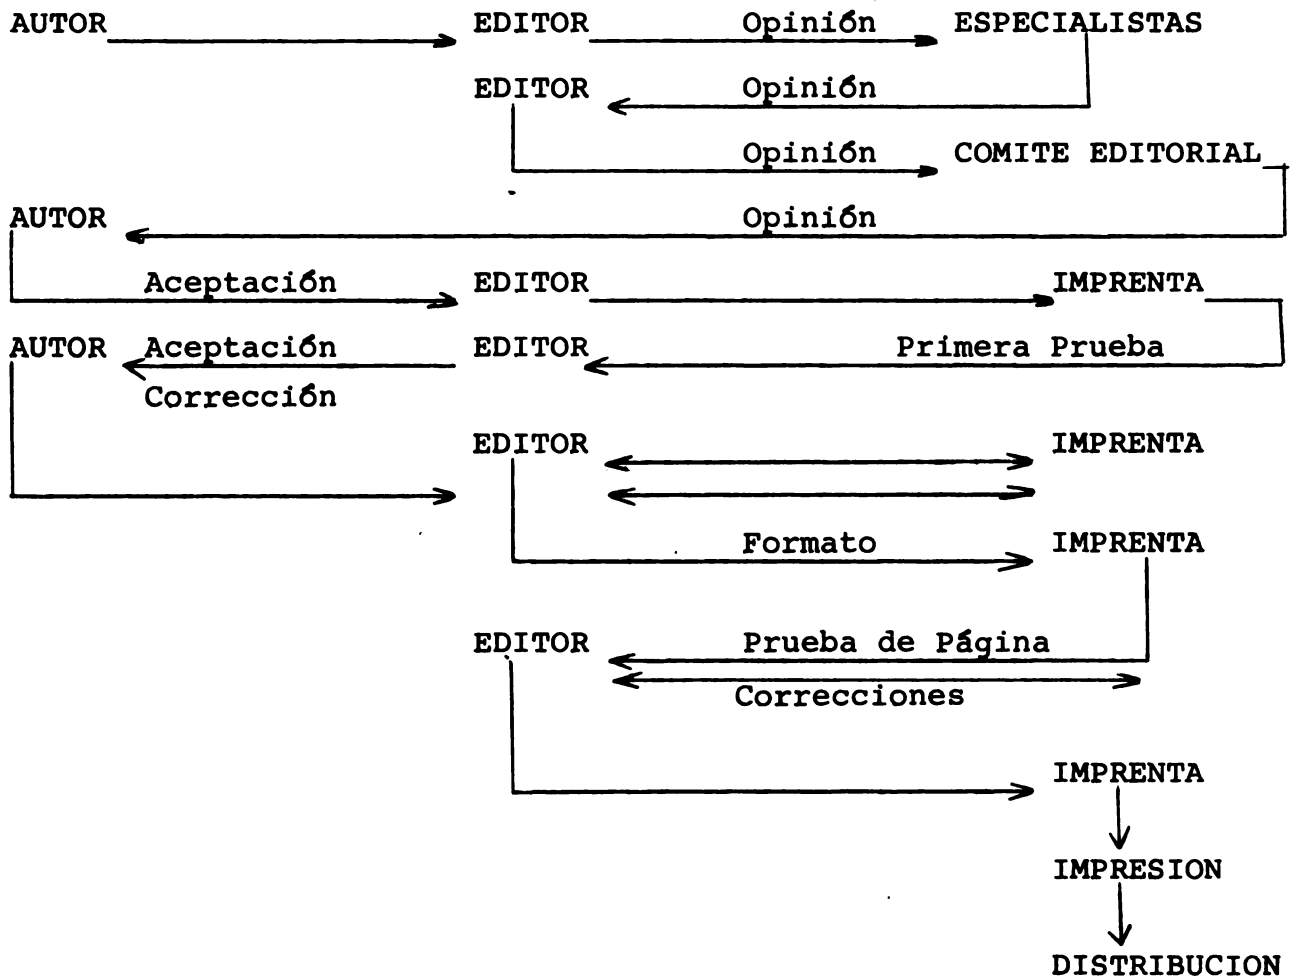 AUTOR EDITOR Opinión ESPECIALISTAS
EDITOR Opinión
Opinión COMITE EDITORIAL
AUTOR Opinión
Aceptación EDITOR IMPRENTA
AUTOR Aceptación EDITOR Primera Prueba
Corrección
EDITOR IMPRENTA
Formato IMPRENTA
EDITOR Prueba de Página
Correcciones
IMPRENTA
IMPRESION
DISTRIBUCION